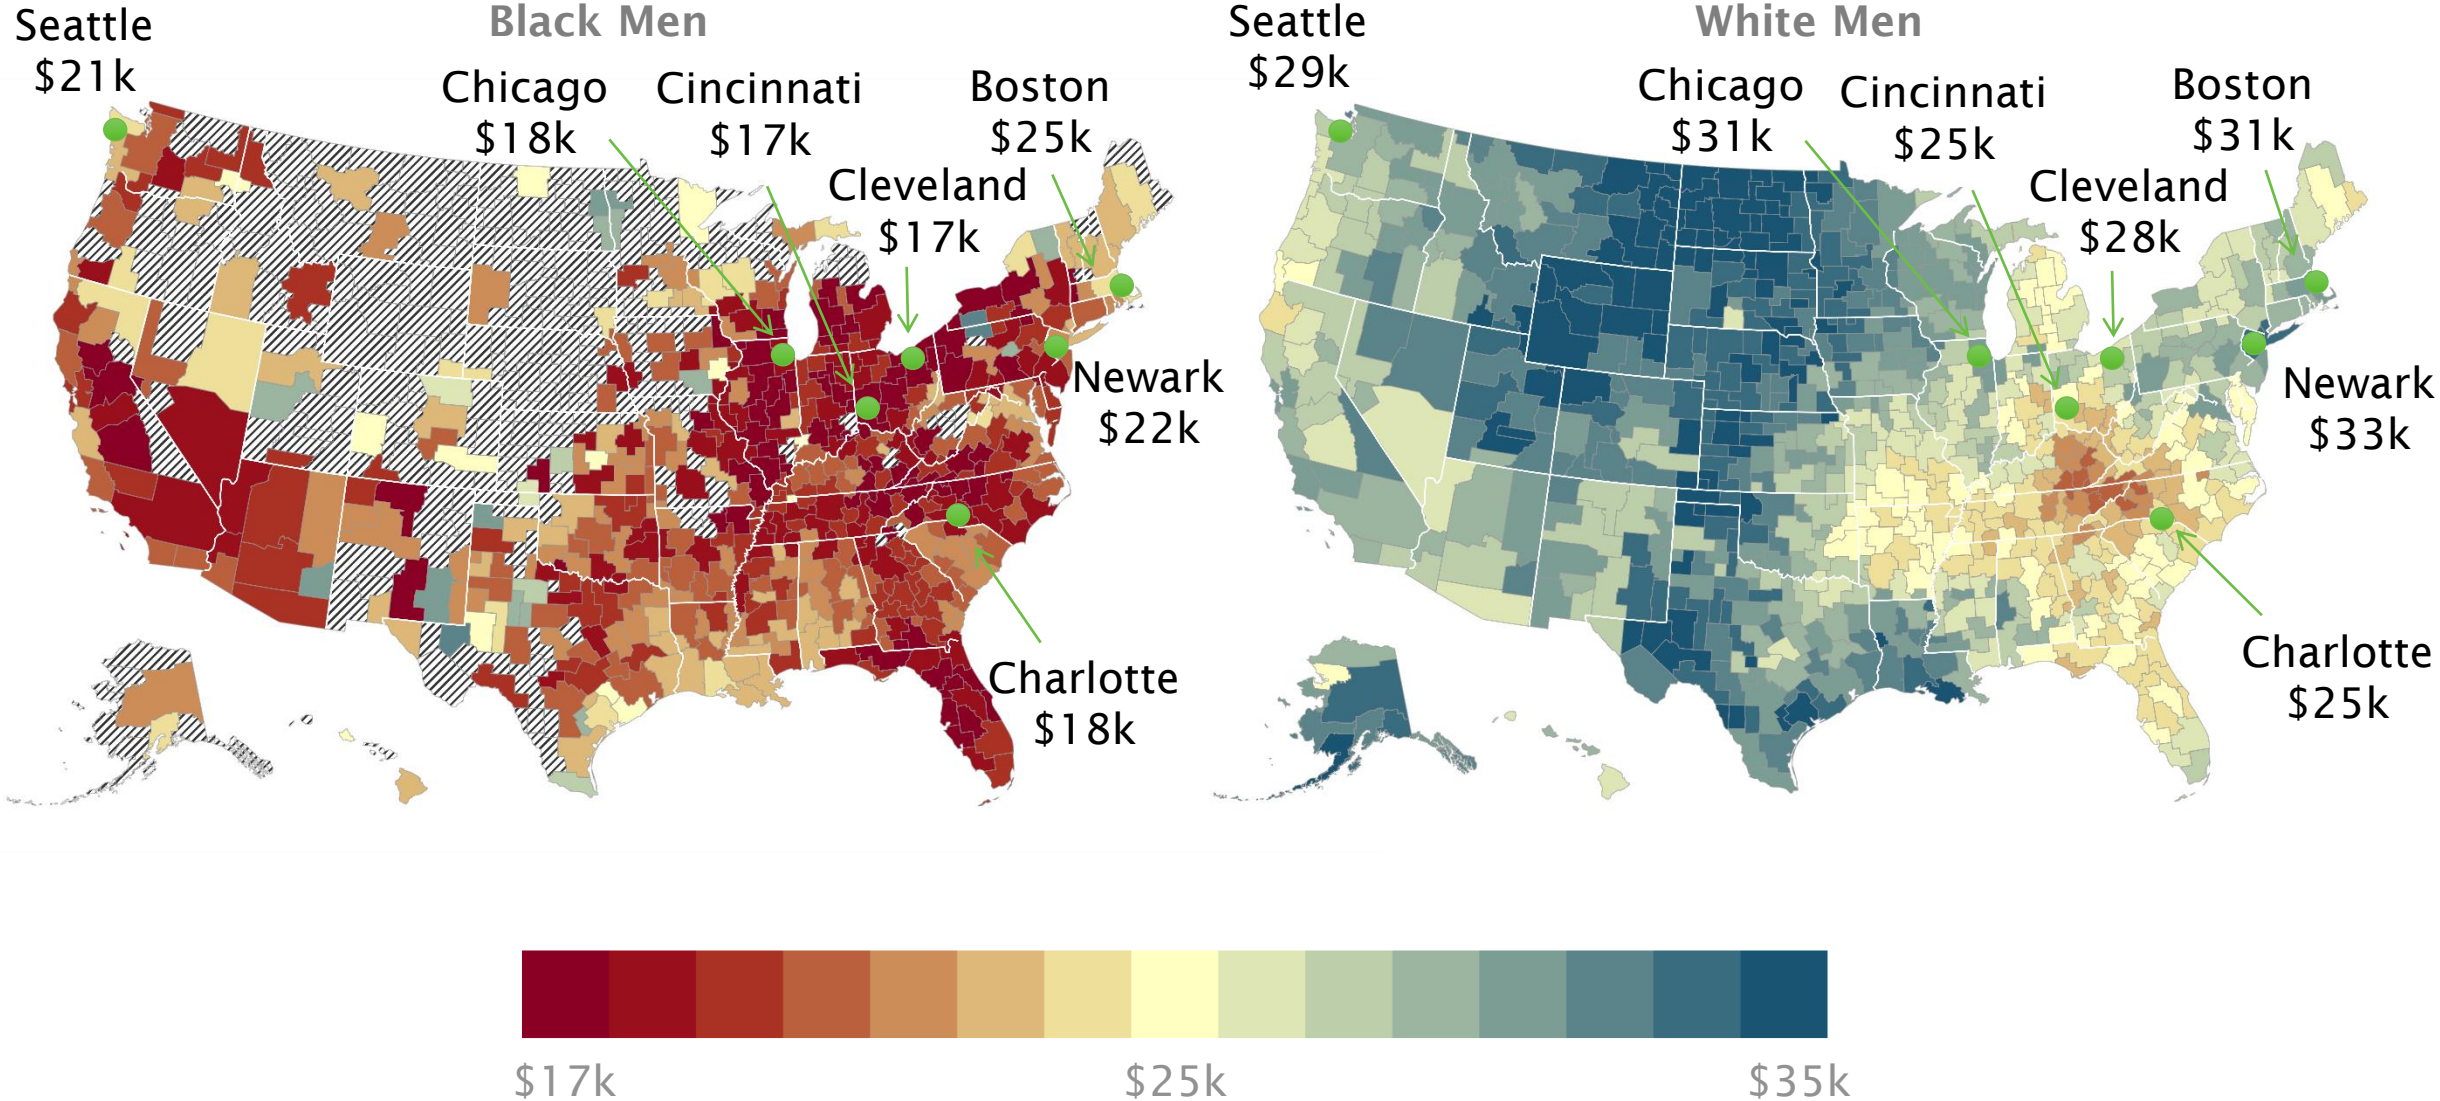 Black Men
Seattle
$21k
Chicago
$18k
Cincinnati
$17k
Boston
$25k
Cleveland
$17k
Newark
$22k
Charlotte
$18k
White Men
Seattle
$29k
Chicago
$31k
Cincinnati
$25k
Boston
$31k
Cleveland
$28k
Newark
$33k
Charlotte
$25k
$17k
$25k
$35k